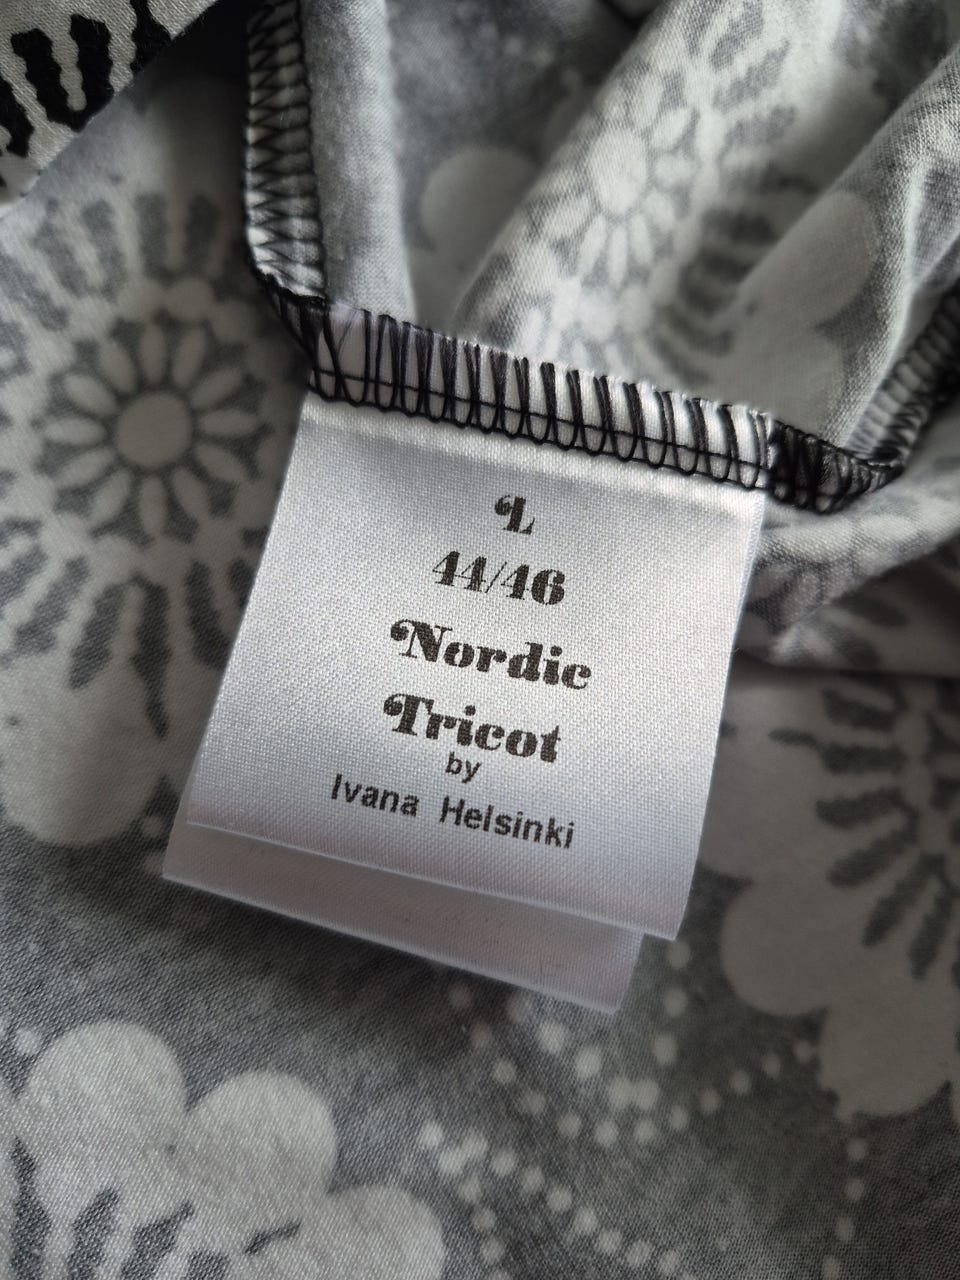 L
44/46
Nordic
Tricot
by
Ivana Helsinki